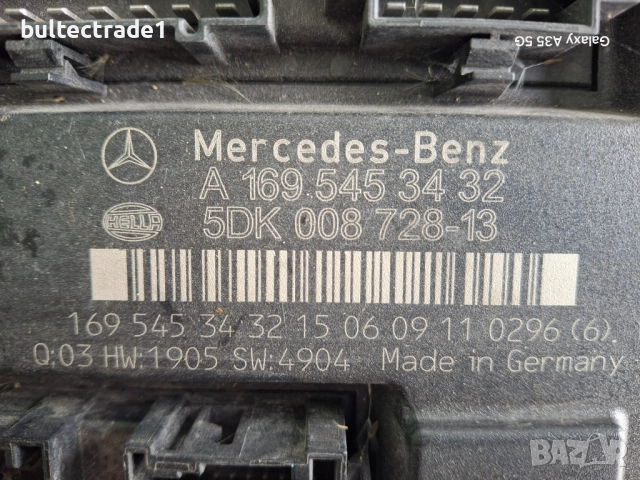 bultectrade1
Galaxy A35 5G
Mercedes-Benz
A 169 545 34 32
HELLA
5DK 008 728-13
169 545 34 32 15 06 09 11 0296 (6).
Q:03 HW:1905 SW:4904 Made in Germany
BAZAR